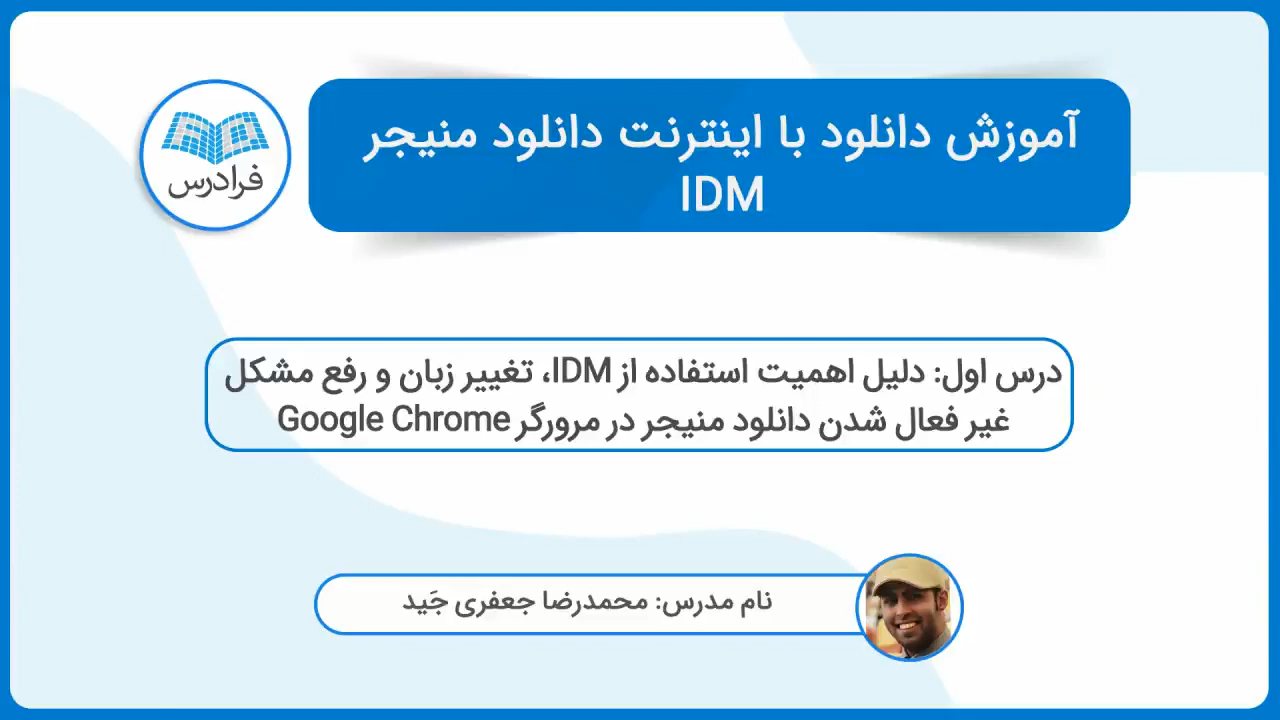 آموزش دانلود با اینترنت دانلود منیجر
IDM
فرادرس
درس اول: دلیل اهمیت استفاده از IDM، تغییر زبان و رفع مشکل
غیر فعال شدن دانلود منیجر در مرورگر Google Chrome
نام مدرس: محمدرضا جعفری جَید